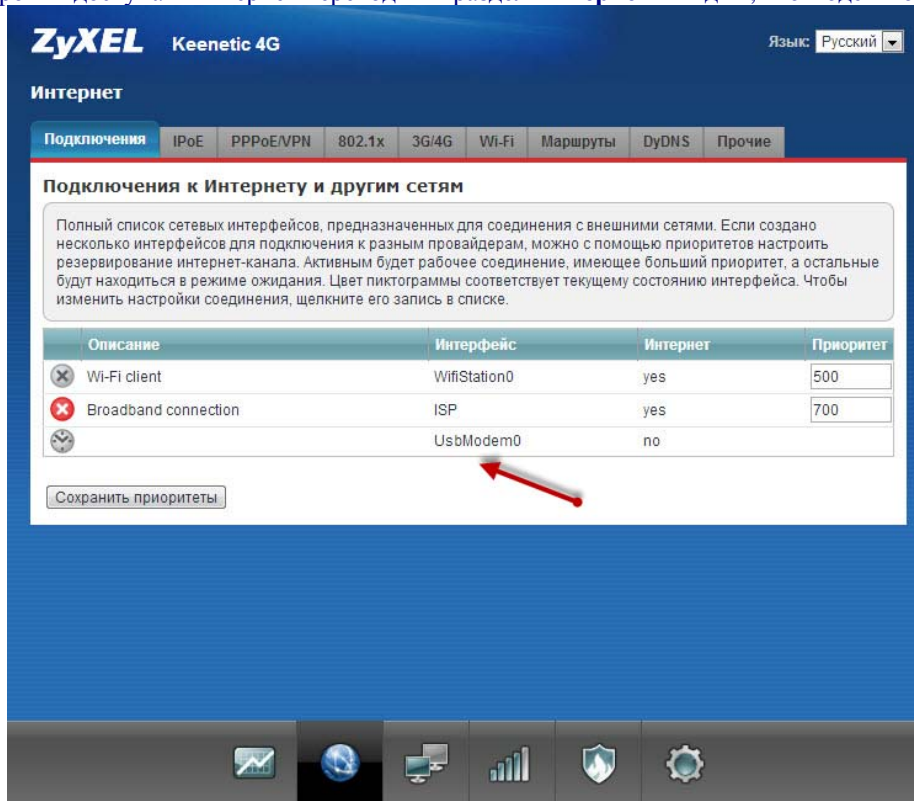 ZyXEL Keenetic 4G
Язык: Русский
Интернет
Подключения IPoE PPPoE/VPN 802.1x 3G/4G Wi-Fi Маршруты DyDNS Прочие
Подключения к Интернету и другим сетям
Полный список сетевых интерфейсов, предназначенных для соединения с внешними сетями. Если создано
несколько интерфейсов для подключения к разным провайдерам, можно с помощью приоритетов настроить
резервирование интернет-канала. Активным будет рабочее соединение, имеющее больший приоритет, а остальные
будут находиться в режиме ожидания. Цвет пиктограммы соответствует текущему состоянию интерфейса. Чтобы
изменить настройки соединения, щелкните его запись в списке.
Описание Интерфейс Интернет Приоритет
Wi-Fi client WifiStation0 yes 500
Broadband connection ISP yes 700
UsbModem0 no
Сохранить приоритеты